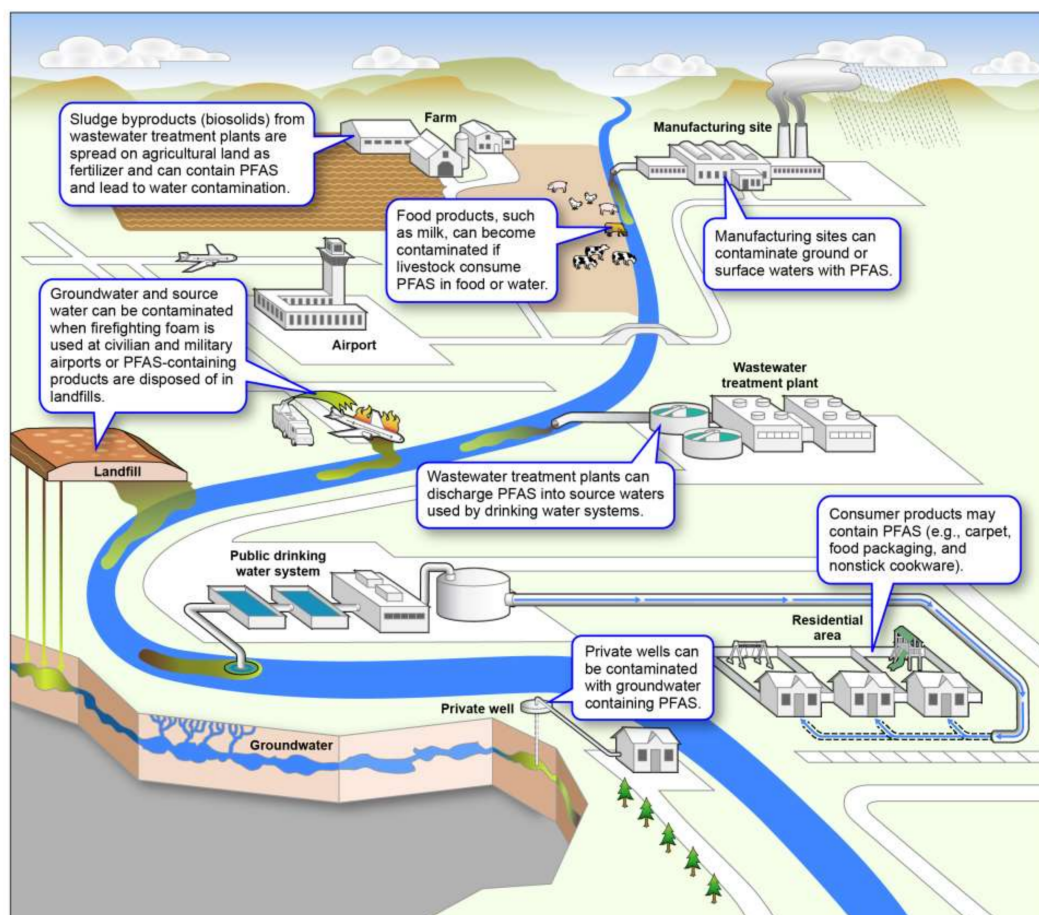 Sludge byproducts (biosolids) from
wastewater treatment plants are
spread on agricultural land as
fertilizer and can contain PFAS
and lead to water contamination.
Farm
Manufacturing site
Food products, such
as milk, can become
contaminated if
livestock consume
PFAS in food or water.
Manufacturing sites can
contaminate ground or
surface waters with PFAS.
Groundwater and source
water can be contaminated
when firefighting foam is
used at civilian and military
airports or PFAS-containing
products are disposed of in
landfills.
Airport
Wastewater
treatment plant
Landfill
Wastewater treatment plants can
discharge PFAS into source waters
used by drinking water systems.
Consumer products may
contain PFAS (e.g., carpet,
food packaging, and
nonstick cookware).
Public drinking
water system
Residential
area
Private wells can
be contaminated
with groundwater
containing PFAS.
Private well
Groundwater